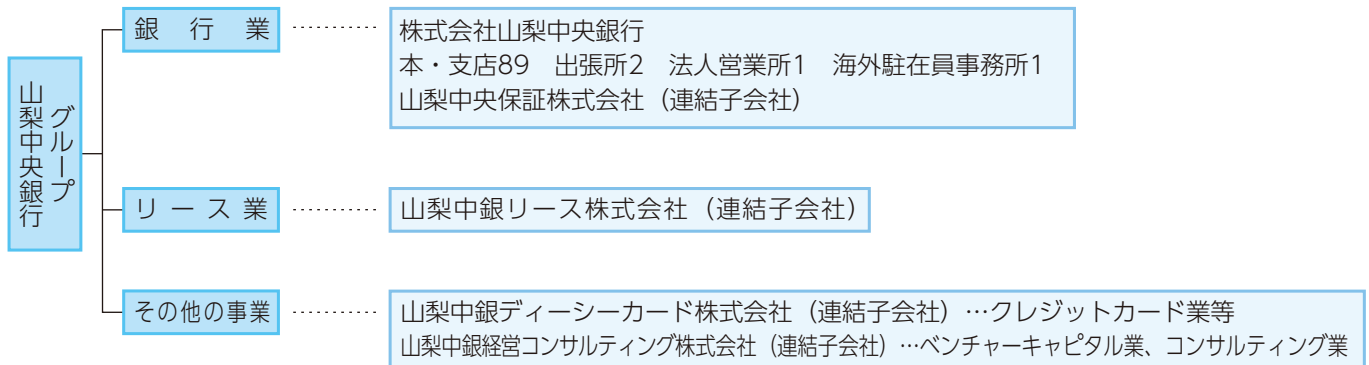 山梨中央銀行
グループ
銀行業
株式会社山梨中央銀行
本・支店89　出張所2　法人営業所1　海外駐在員事務所1
山梨中央保証株式会社（連結子会社）
リース業
山梨中銀リース株式会社（連結子会社）
その他の事業
山梨中銀ディーシーカード株式会社（連結子会社）…クレジットカード業等
山梨中銀経営コンサルティング株式会社（連結子会社）…ベンチャーキャピタル業、コンサルティング業